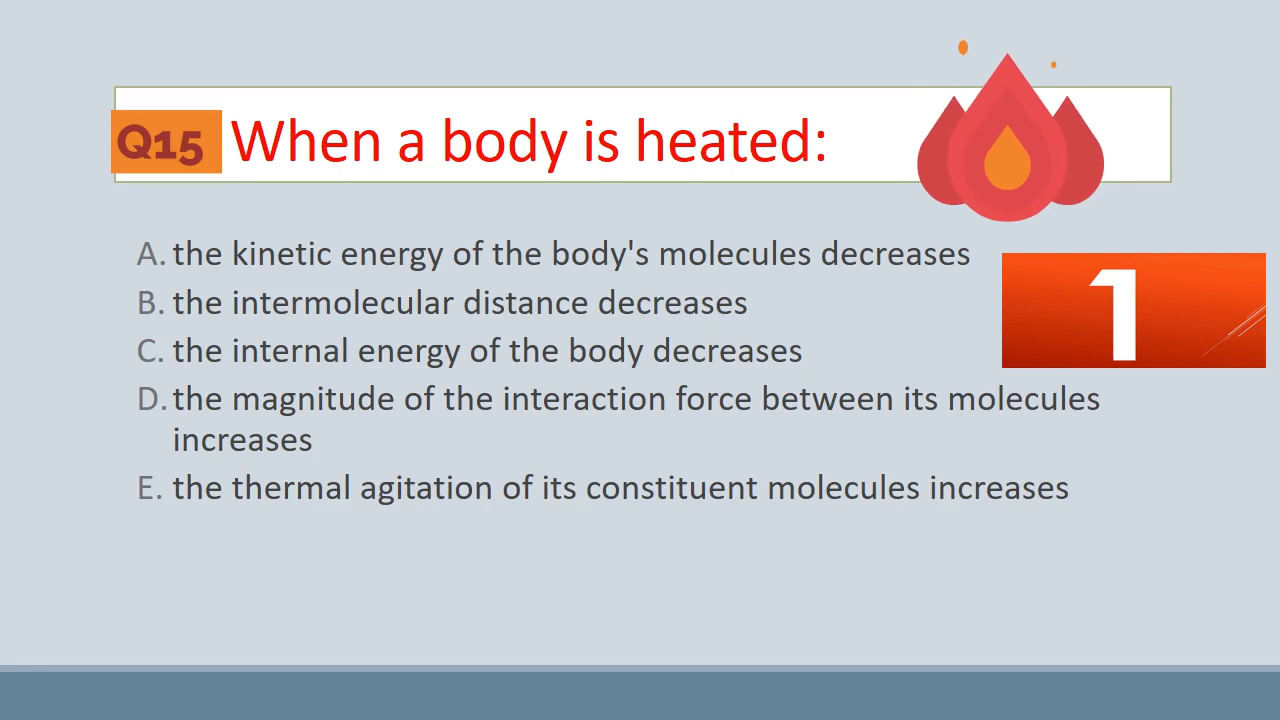 Q15 When a body is heated:
A. the kinetic energy of the body's molecules decreases
B. the intermolecular distance decreases
1
C. the internal energy of the body decreases
D. the magnitude of the interaction force between its molecules
increases
E. the thermal agitation of its constituent molecules increases